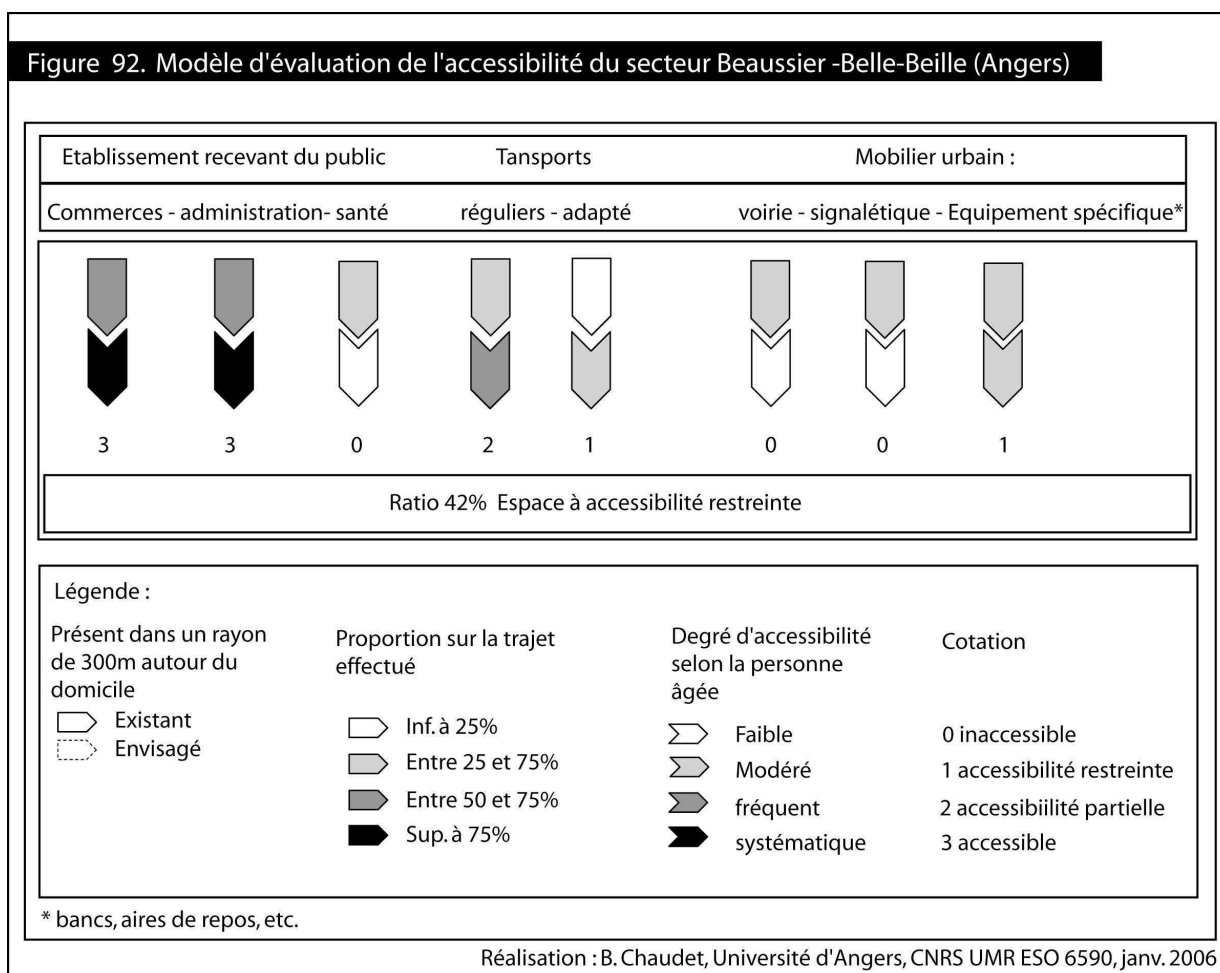 Figure 92. Modèle d'évaluation de l'accessibilité du secteur Beaussier -Belle-Beille (Angers)
Etablissement recevant du public Tansports Mobilier urbain :
Commerces - administration- santé réguliers - adapté voirie - signalétique - Equipement spécifique*
3 3 0 2 1 0 0 1
Ratio 42% Espace à accessibilité restreinte
Légende :
Présent dans un rayon
de 300m autour du
domicile
Existant
Envisagé
Proportion sur la trajet
effectué
Inf. à 25%
Entre 25 et 75%
Entre 50 et 75%
Sup. à 75%
Degré d'accessibilité
selon la personne
âgée
Faible
Modéré
fréquent
systématique
Cotation
0 inaccessible
1 accessibilité restreinte
2 accessibiilité partielle
3 accessible
* bancs, aires de repos, etc.
Réalisation : B. Chaudet, Université d'Angers, CNRS UMR ESO 6590, janv. 2006